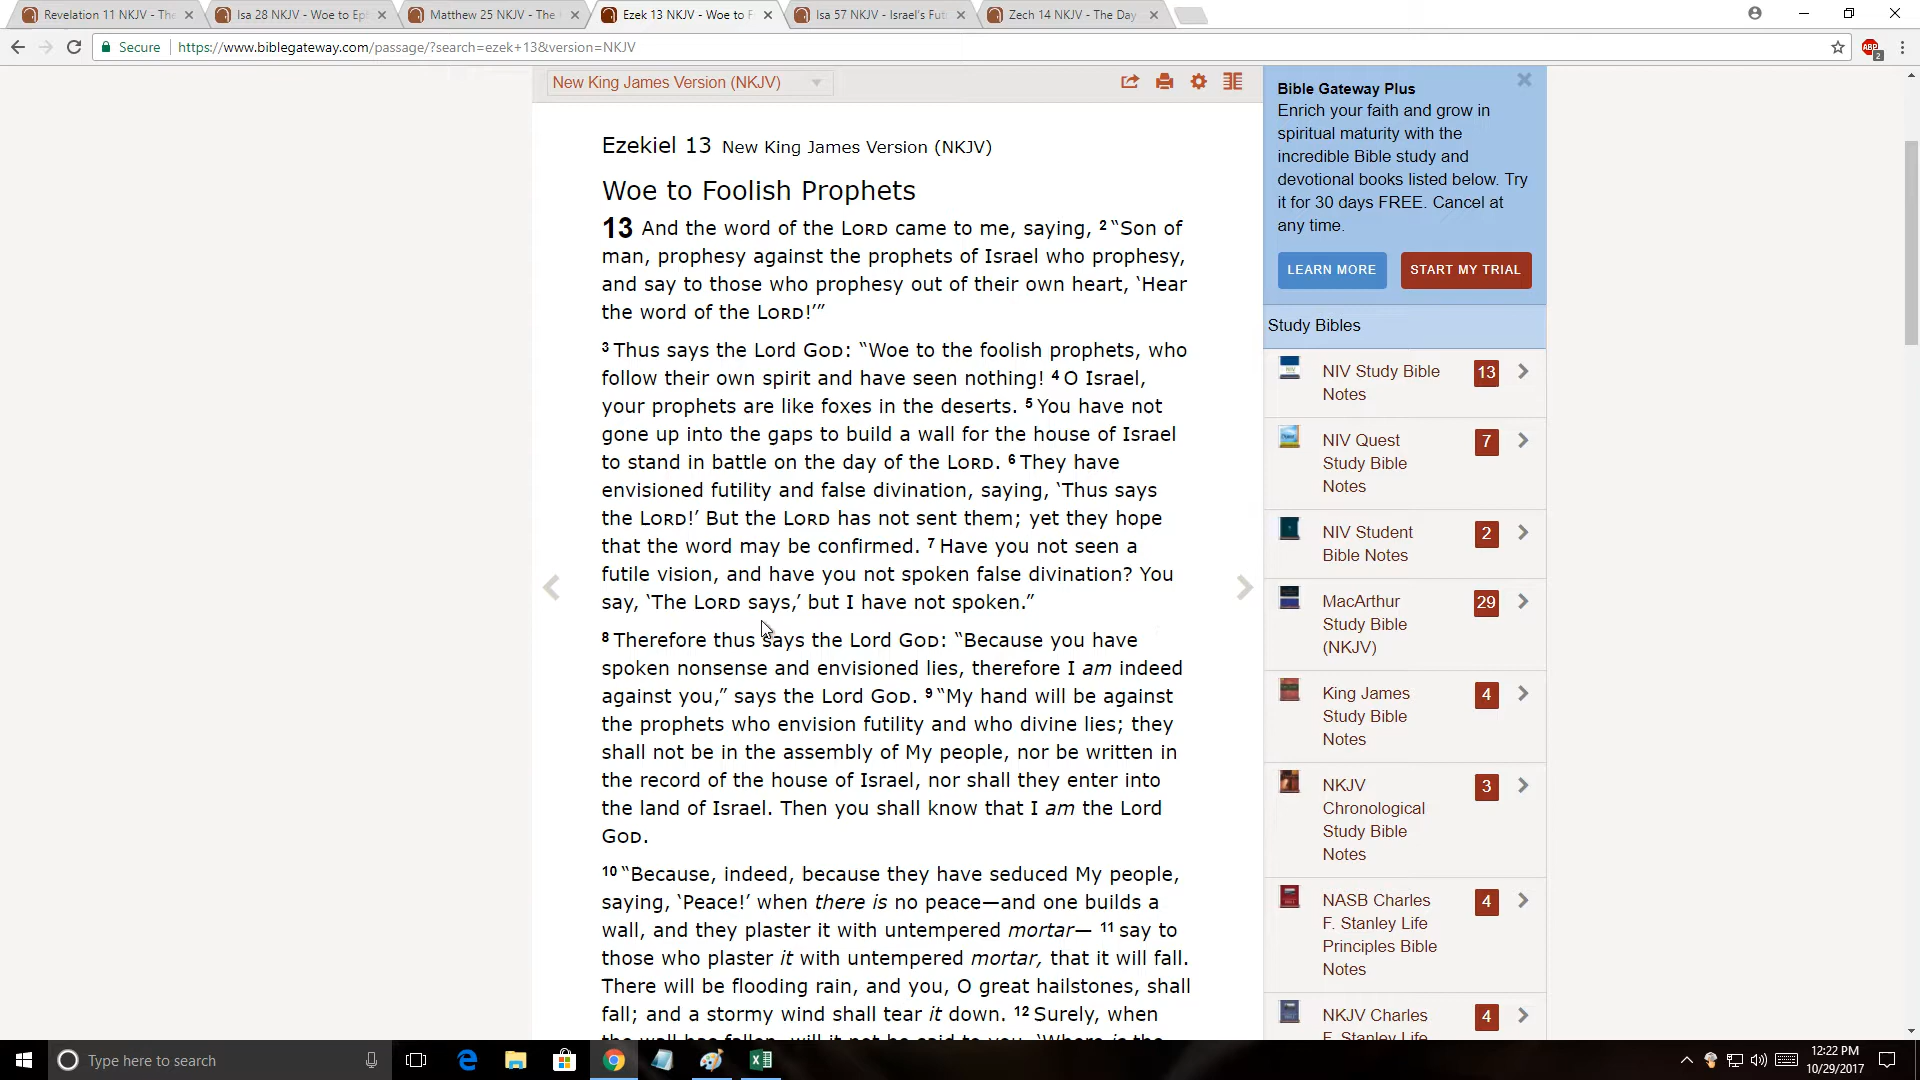 Revelation 11 NKJV - The
Isa 28 NKJV - Woe to Ep
Matthew 25 NKJV - The
Ezek 13 NKJV - Woe to F
Isa 57 NKJV - Israel's Fut
Zech 14 NKJV - The Day
Secure
https://www.biblegateway.com/passage/?search=ezek+13&version=NKJV
ABP
2
New King James Version (NKJV)
Ezekiel 13 New King James Version (NKJV)
Woe to Foolish Prophets
13 And the word of the LORD came to me, saying, 2 “Son of
man, prophesy against the prophets of Israel who prophesy,
and say to those who prophesy out of their own heart, ‘Hear
the word of the LORD!’”
3 Thus says the Lord GOD: “Woe to the foolish prophets, who
follow their own spirit and have seen nothing! 4 O Israel,
your prophets are like foxes in the deserts. 5 You have not
gone up into the gaps to build a wall for the house of Israel
to stand in battle on the day of the LORD. 6 They have
envisioned futility and false divination, saying, ‘Thus says
the LORD!’ But the LORD has not sent them; yet they hope
that the word may be confirmed. 7 Have you not seen a
futile vision, and have you not spoken false divination? You
say, ‘The LORD says,’ but I have not spoken.”
8 Therefore thus says the Lord GOD: “Because you have
spoken nonsense and envisioned lies, therefore I am indeed
against you,” says the Lord GOD. 9 “My hand will be against
the prophets who envision futility and who divine lies; they
shall not be in the assembly of My people, nor be written in
the record of the house of Israel, nor shall they enter into
the land of Israel. Then you shall know that I am the Lord
GOD.
10 “Because, indeed, because they have seduced My people,
saying, ‘Peace!’ when there is no peace—and one builds a
wall, and they plaster it with untempered mortar— 11 say to
those who plaster it with untempered mortar, that it will fall.
There will be flooding rain, and you, O great hailstones, shall
fall; and a stormy wind shall tear it down. 12 Surely, when
the wall has fallen, will it not be said to you, ‘Where is the
Bible Gateway Plus
Enrich your faith and grow in
spiritual maturity with the
incredible Bible study and
devotional books listed below. Try
it for 30 days FREE. Cancel at
any time.
LEARN MORE
START MY TRIAL
Study Bibles
NIV Study Bible
Notes
13
NIV Quest
Study Bible
Notes
7
NIV Student
Bible Notes
2
MacArthur
Study Bible
(NKJV)
29
King James
Study Bible
Notes
4
NKJV
Chronological
Study Bible
Notes
3
NASB Charles
F. Stanley Life
Principles Bible
Notes
4
NKJV Charles
F. Stanley Life
4
Type here to search
12:22 PM
10/29/2017